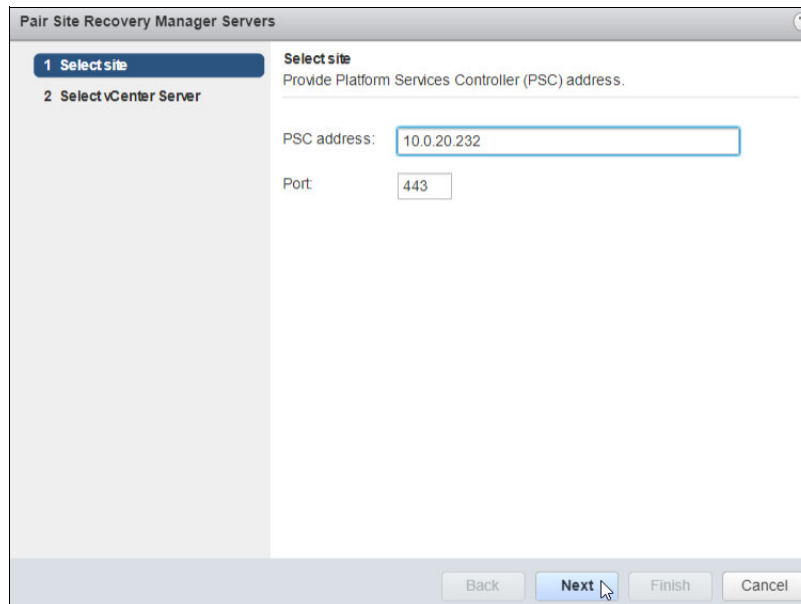 Pair Site Recovery Manager Servers
1 Select site
2 Select vCenter Server
Select site
Provide Platform Services Controller (PSC) address.
PSC address: 10.0.20.232
Port: 443
Back Next Finish Cancel